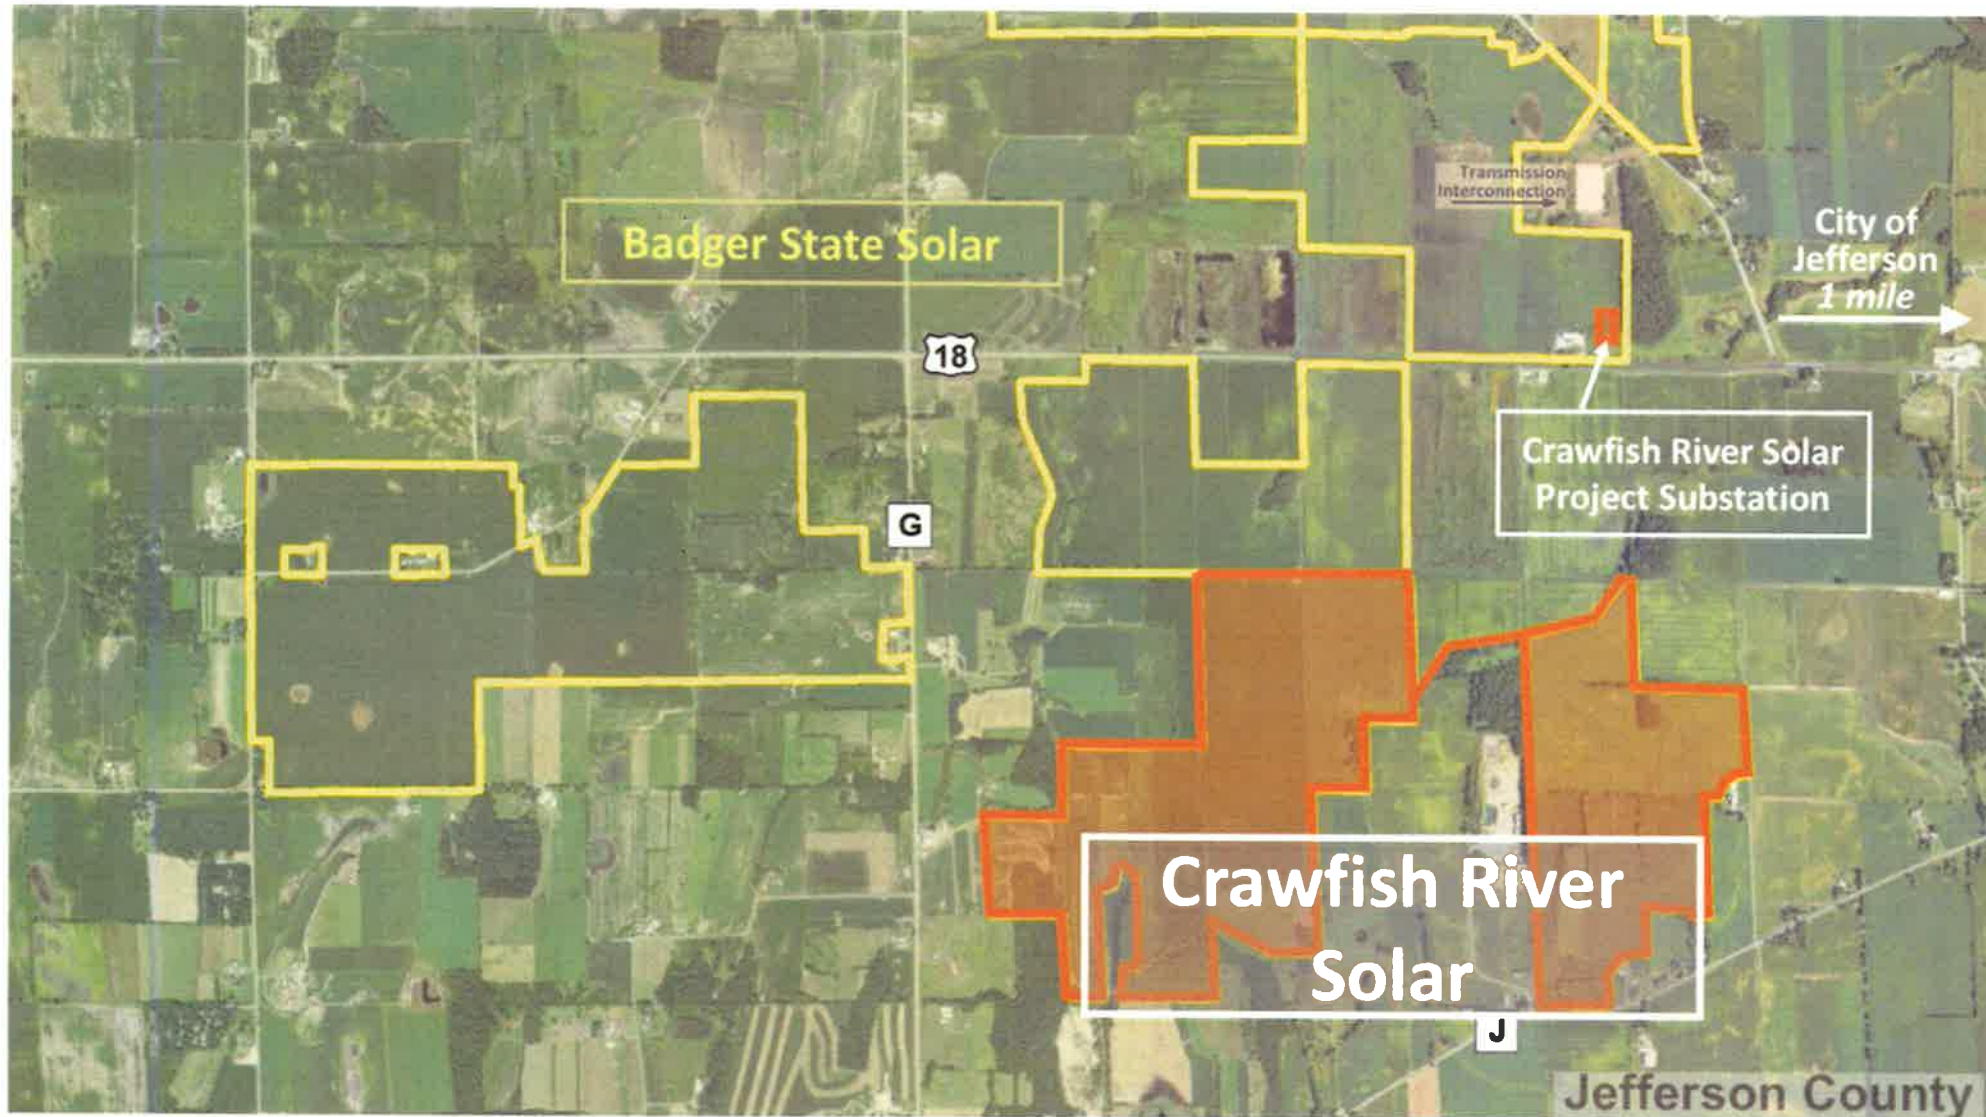 Transmission
Interconnection
Badger State Solar
City of
Jefferson
1 mile
18
Crawfish River Solar
Project Substation
G
Crawfish River
Solar
J
Jefferson County